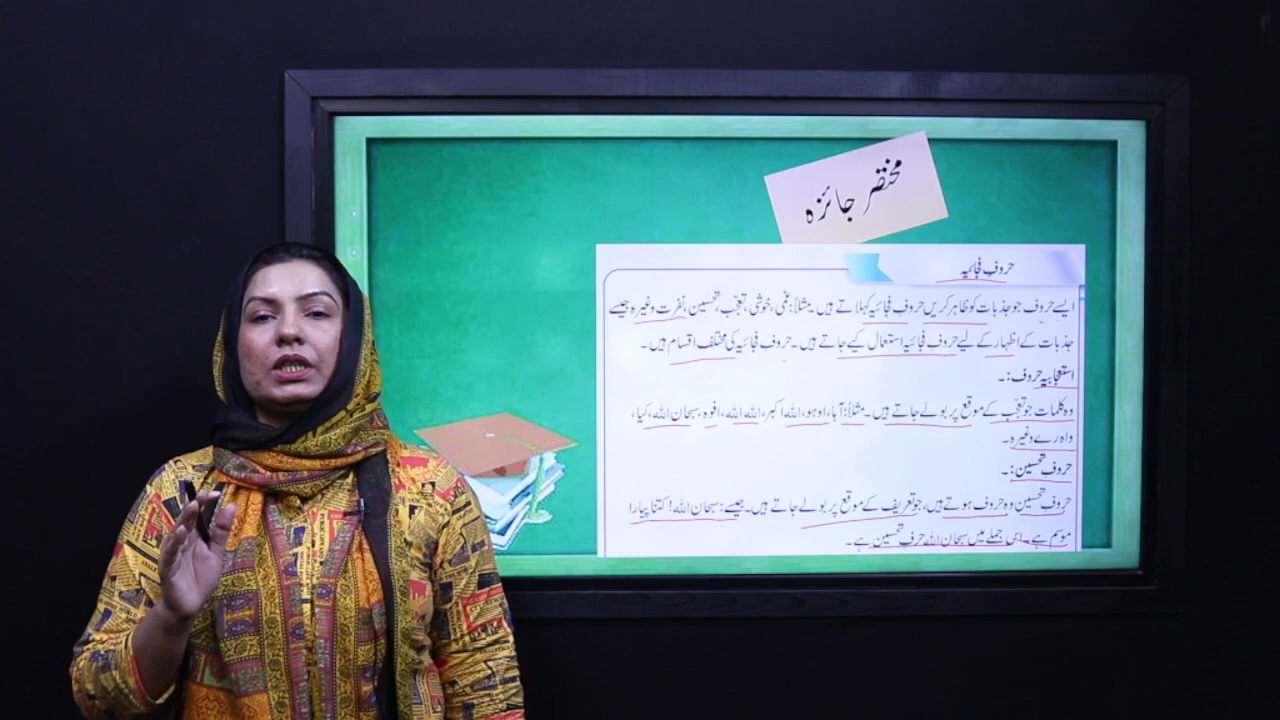 مختصر جائزہ
حروفِ فجائیہ
ایسے حروف جو جذبات کو ظاہر کریں حروفِ فجائیہ کہلاتے ہیں۔ مثلاً: غمی، خوشی، تعجّب، تحسین، نفرت وغیرہ جیسے
جذبات کے اظہار کے لیے حروفِ فجائیہ استعمال کیے جاتے ہیں۔ حروفِ فجائیہ کی مختلف اقسام ہیں۔
استعجابیہ حروف:۔
وہ کلمات جو تعجّب کے موقع پر بولے جاتے ہیں۔ مثلاً: آہا، اوہو، اللہ اکبر، اللہ اللہ، افوہ، سبحان اللہ، کیا،
واہ رے وغیرہ۔
حروفِ تحسین:۔
حروفِ تحسین وہ حروف ہوتے ہیں، جو تعریف کے موقع پر بولے جاتے ہیں۔ جیسے: سبحان اللہ! کتنا پیارا
موسم ہے۔ اس جملے میں سبحان اللہ حرفِ تحسین ہے۔